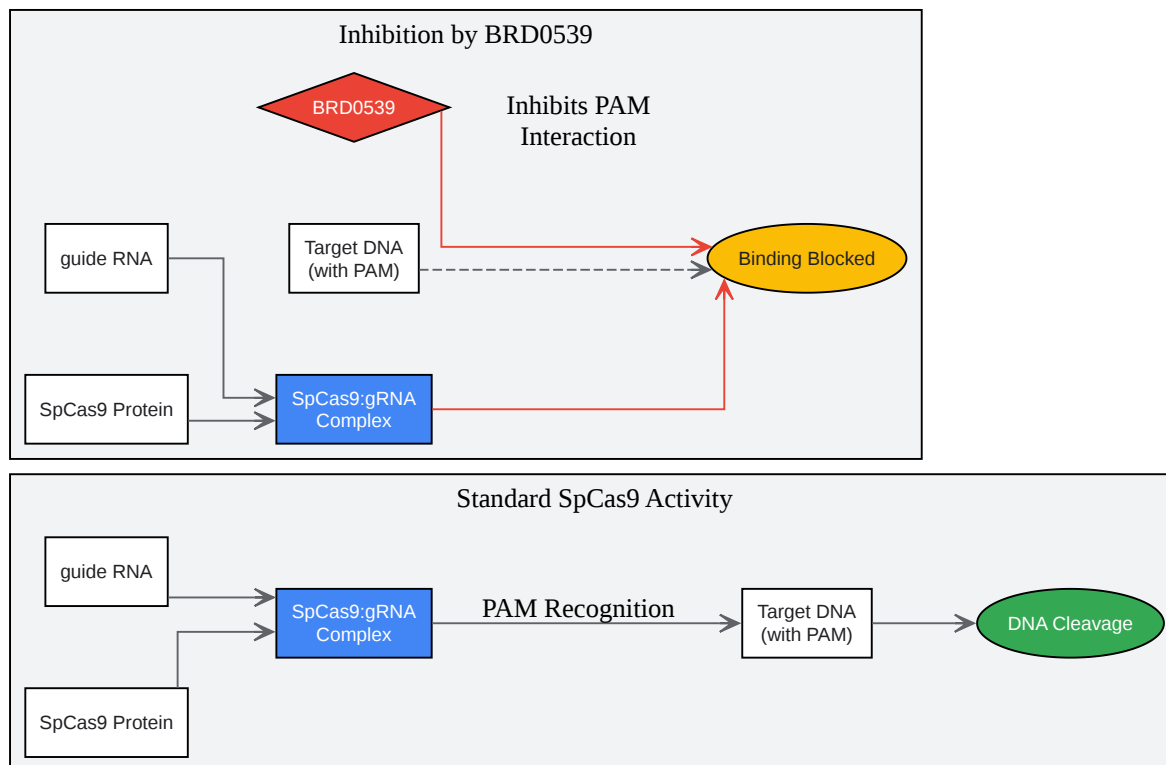 Inhibition by BRD0539
BRD0539
Inhibits PAM
Interaction
guide RNA
Target DNA
(with PAM)
Binding Blocked
SpCas9 Protein
SpCas9:gRNA
Complex
Standard SpCas9 Activity
guide RNA
SpCas9:gRNA
Complex
PAM Recognition
Target DNA
(with PAM)
DNA Cleavage
SpCas9 Protein